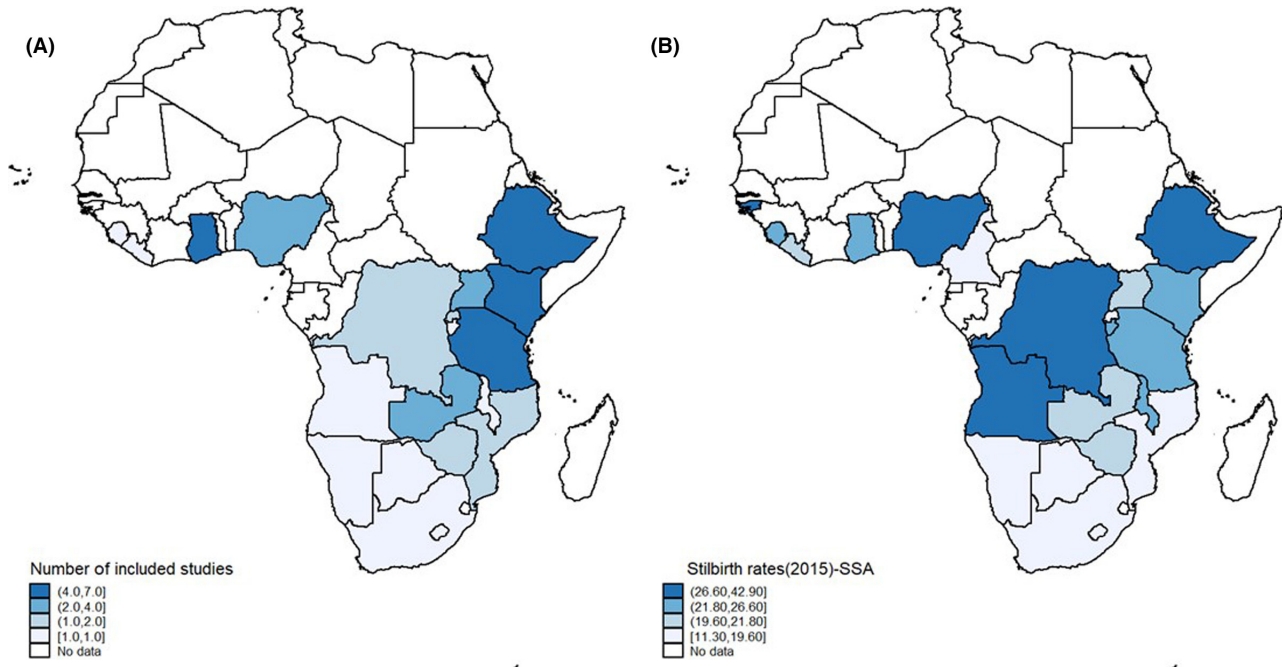 (A)
Number of included studies
(4.0,7.0]
(2.0,4.0]
(1.0,2.0]
[1.0,1.0]
No data
(B)
Stilbirth rates(2015)-SSA
(26.60,42.90]
(21.80,26.60]
(19.60,21.80]
[11.30,19.60]
No data